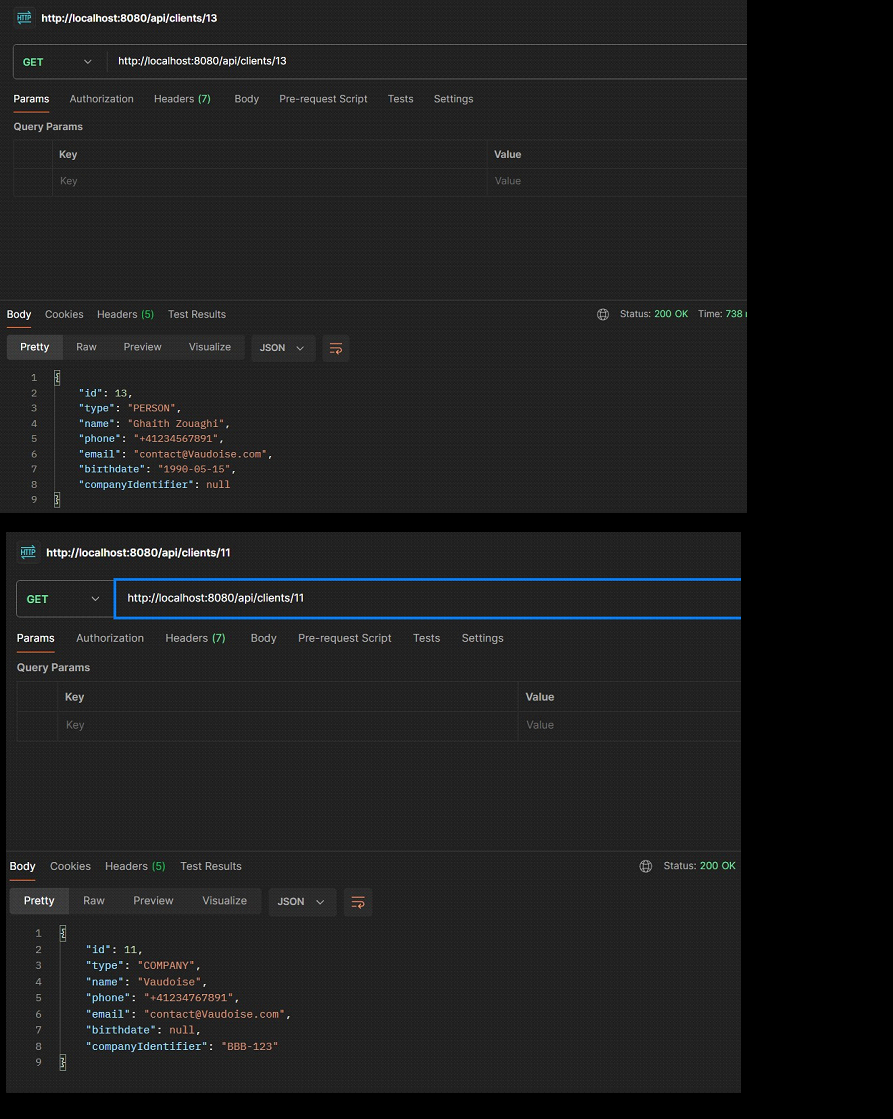 HTTP http://localhost:8080/api/clients/13
GET http://localhost:8080/api/clients/13
Params Authorization Headers (7) Body Pre-request Script Tests Settings
Query Params
Key Value
Key Value
Body Cookies Headers (5) Test Results Status: 200 OK Time: 738
Pretty Raw Preview Visualize JSON
1 {
2 "id": 13,
3 "type": "PERSON",
4 "name": "Ghaith Zouaghi",
5 "phone": "+41234567891",
6 "email": "contact@Vaudoise.com",
7 "birthdate": "1990-05-15",
8 "companyIdentifier": null
9 }
HTTP http://localhost:8080/api/clients/11
GET http://localhost:8080/api/clients/11
Params Authorization Headers (7) Body Pre-request Script Tests Settings
Query Params
Key Value
Key Value
Body Cookies Headers (5) Test Results Status: 200 OK
Pretty Raw Preview Visualize JSON
1 {
2 "id": 11,
3 "type": "COMPANY",
4 "name": "Vaudoise",
5 "phone": "+41234767891",
6 "email": "contact@Vaudoise.com",
7 "birthdate": null,
8 "companyIdentifier": "BBB-123"
9 }